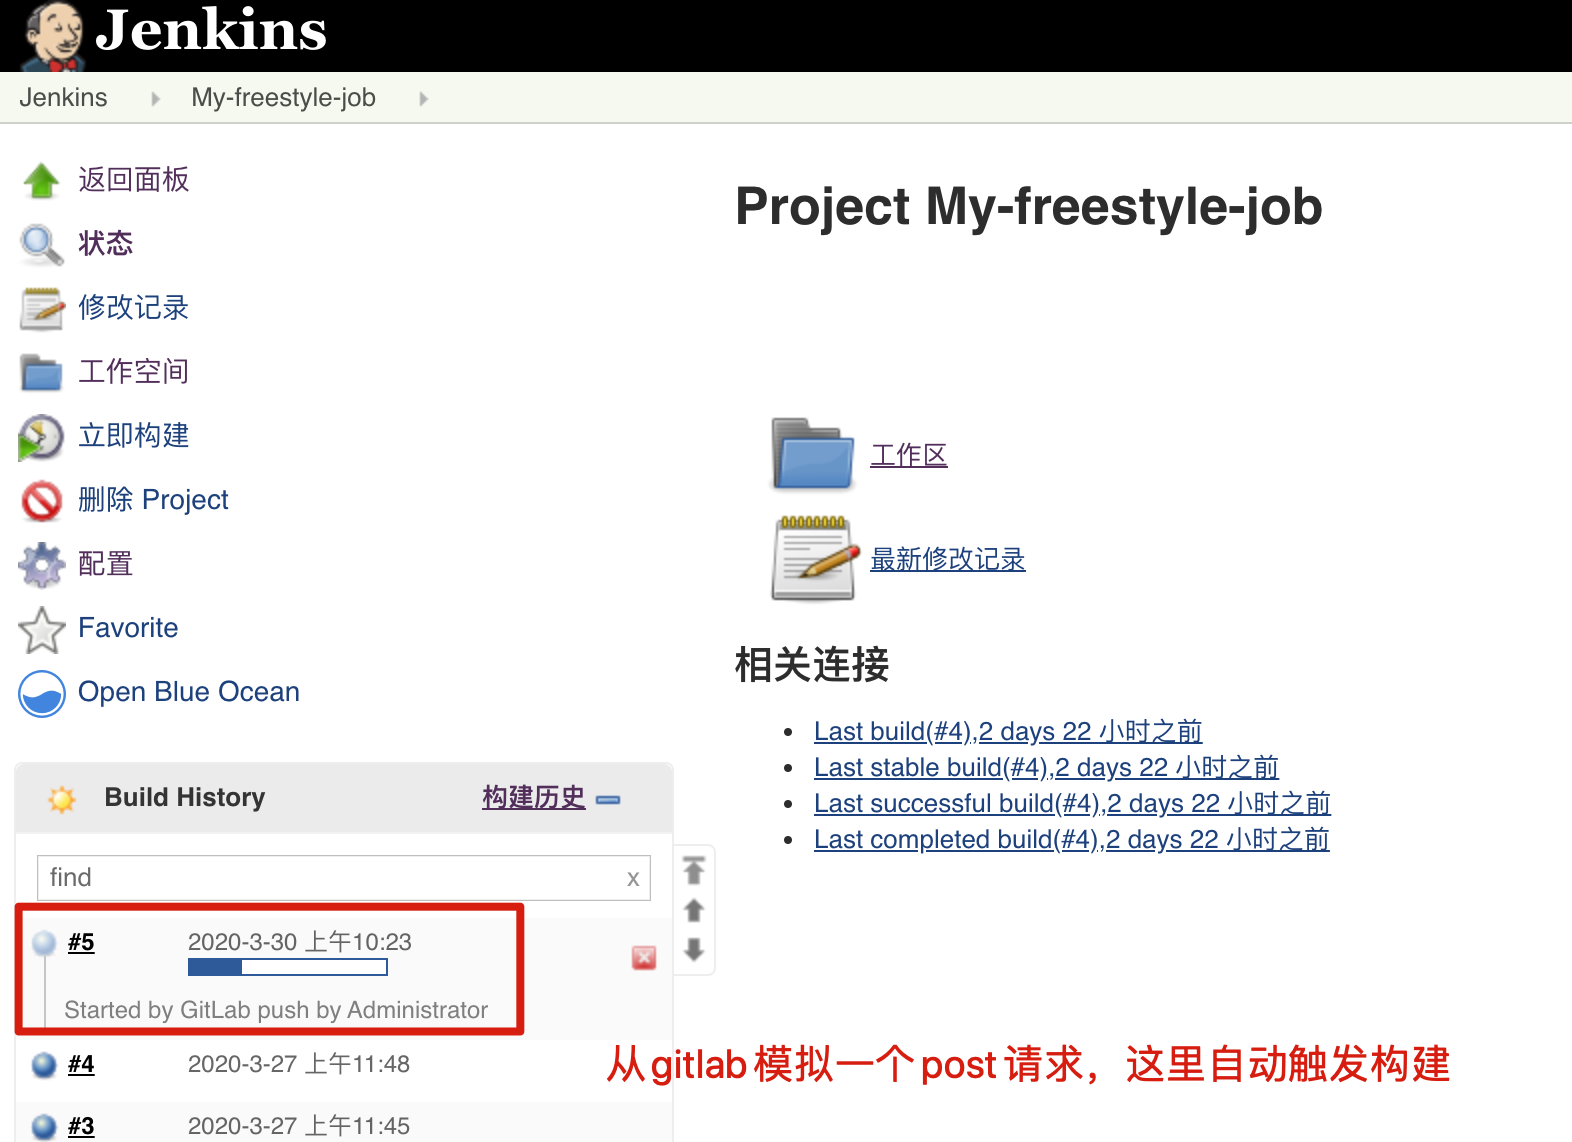 Jenkins
Jenkins My-freestyle-job
返回面板
状态
修改记录
工作空间
立即构建
删除 Project
配置
Favorite
Open Blue Ocean
Project My-freestyle-job
工作区
最新修改记录
相关连接
Last build(#4),2 days 22 小时之前
Last stable build(#4),2 days 22 小时之前
Last successful build(#4),2 days 22 小时之前
Last completed build(#4),2 days 22 小时之前
Build History 构建历史
find x
#5 2020-3-30 上午10:23
Started by GitLab push by Administrator
#4 2020-3-27 上午11:48
从gitlab模拟一个post请求，这里自动触发构建
#3 2020-3-27 上午11:45